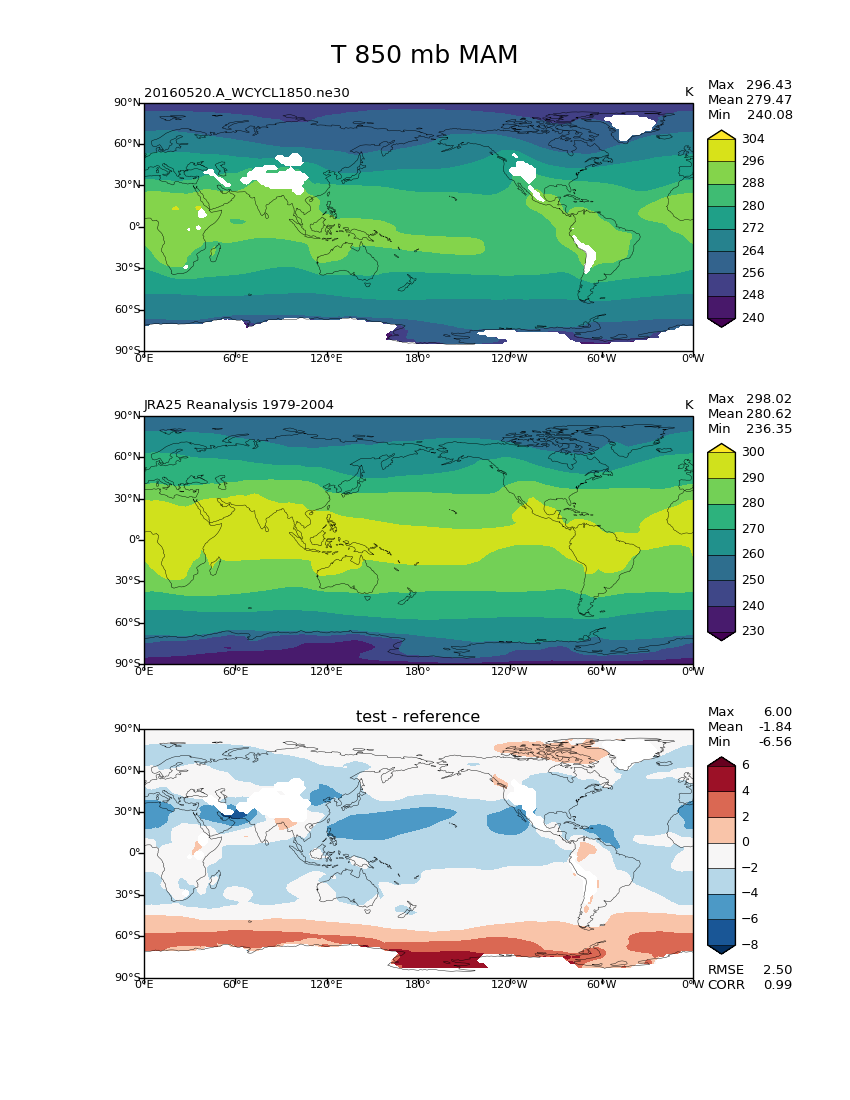 T 850 mb MAM
20160520.A_WCYCL1850.ne30 K
Max 296.43
Mean 279.47
Min 240.08
90°N
60°N
30°N
0°
30°S
60°S
90°S
0°E 60°E 120°E 180° 120°W 60°W 0°W
304
296
288
280
272
264
256
248
240
JRA25 Reanalysis 1979-2004 K
Max 298.02
Mean 280.62
Min 236.35
90°N
60°N
30°N
0°
30°S
60°S
90°S
0°E 60°E 120°E 180° 120°W 60°W 0°W
300
290
280
270
260
250
240
230
test - reference
Max 6.00
Mean -1.84
Min -6.56
90°N
60°N
30°N
0°
30°S
60°S
90°S
0°E 60°E 120°E 180° 120°W 60°W 0°W
6
4
2
0
−2
−4
−6
−8
RMSE 2.50
CORR 0.99